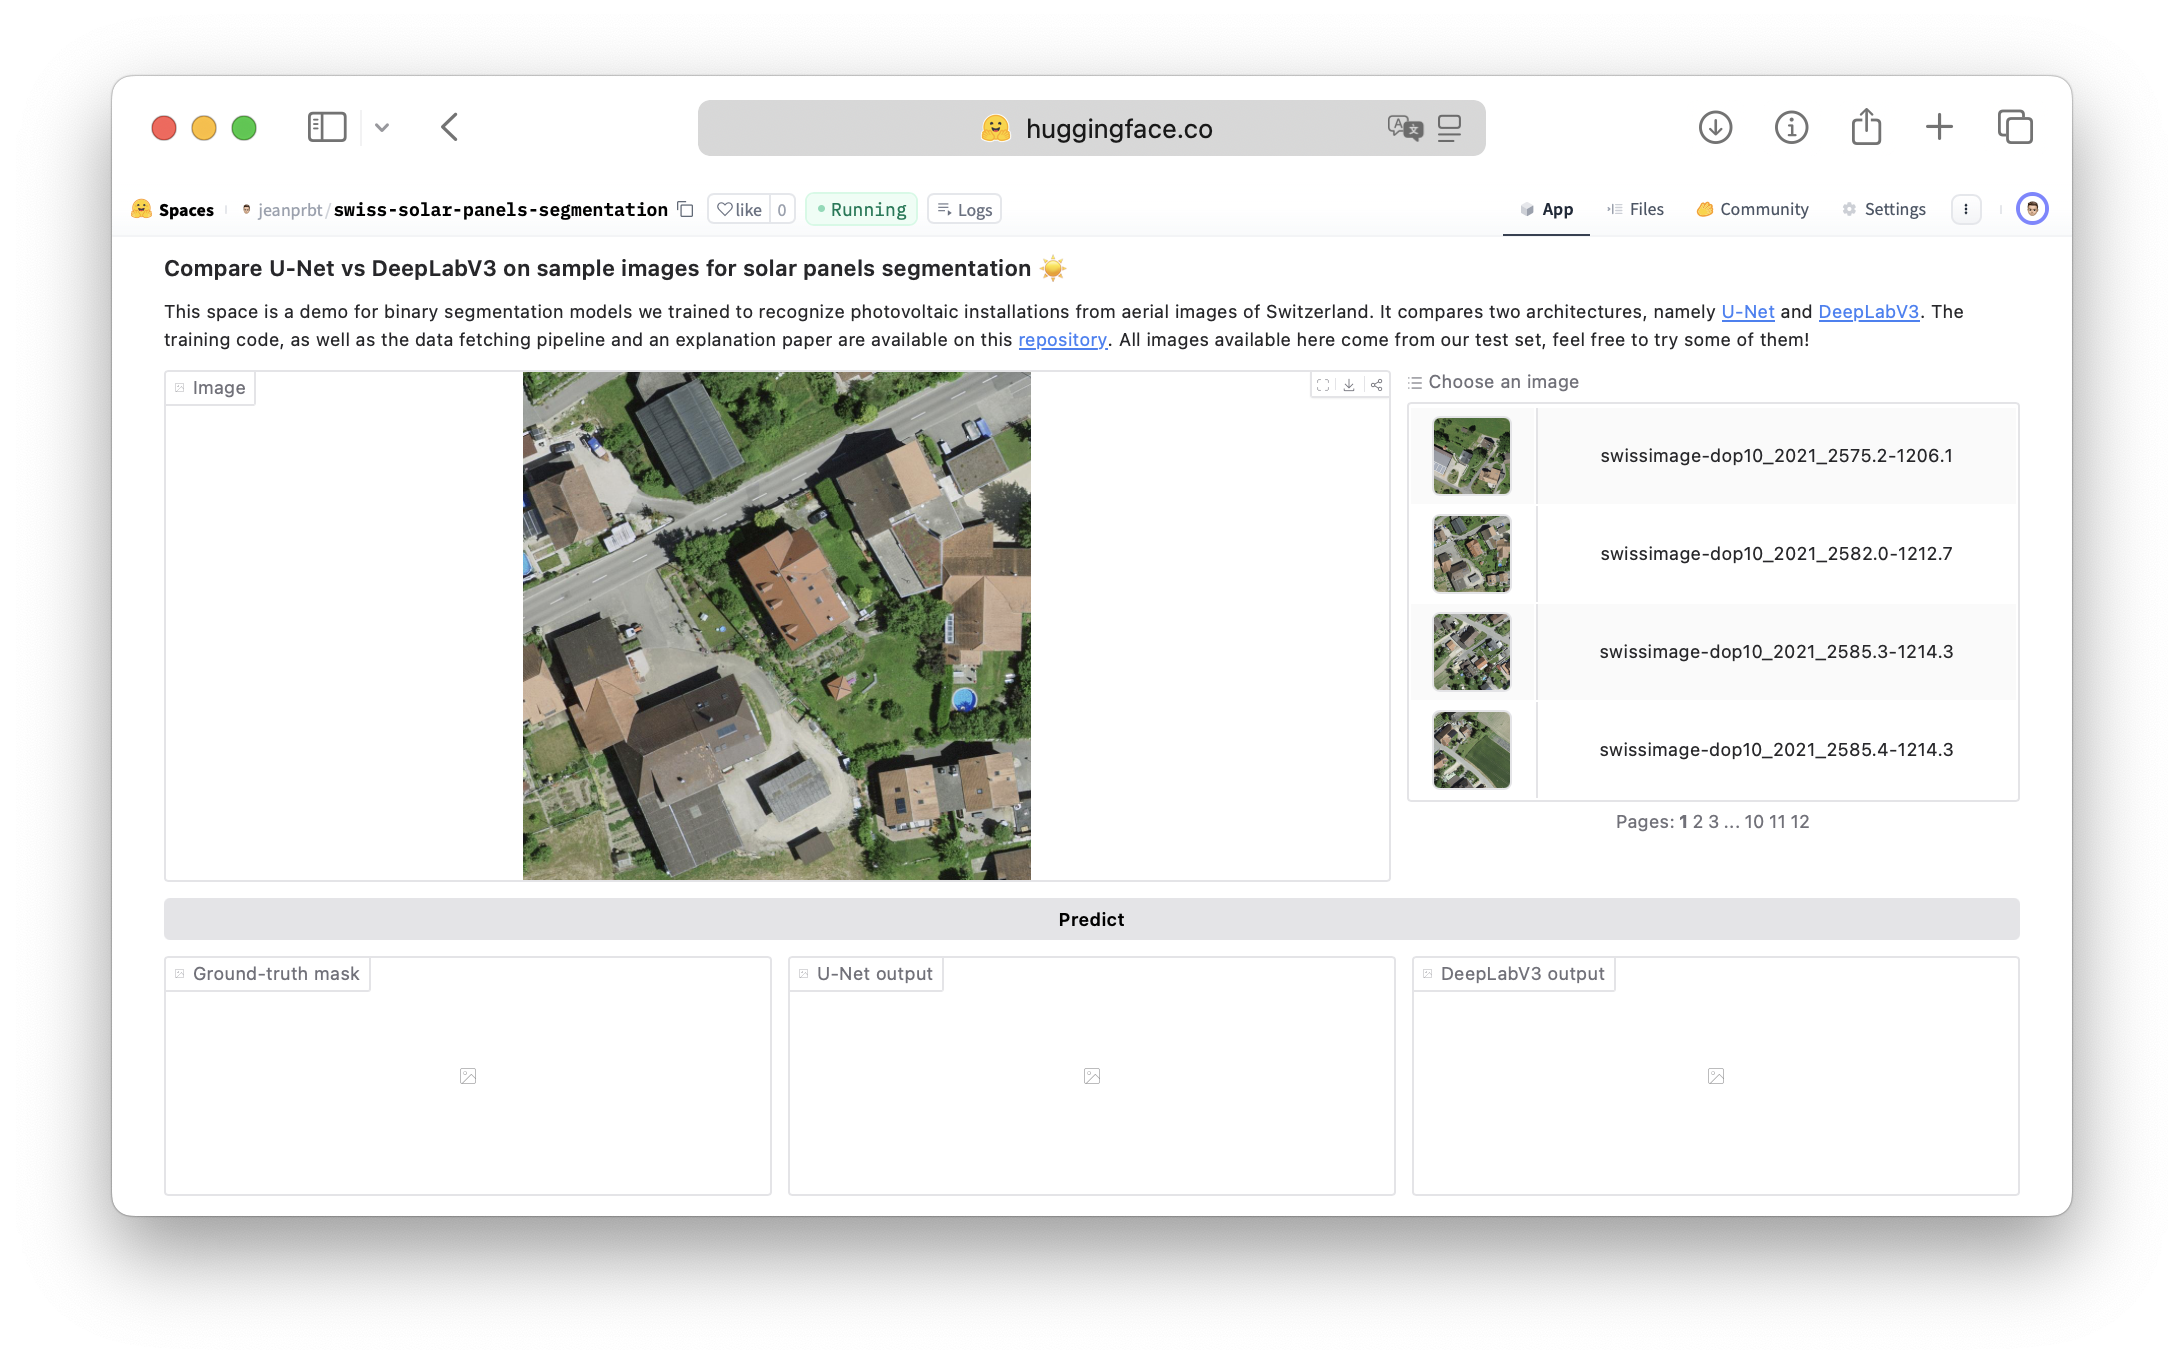 huggingface.co
Spaces jeanprbt/swiss-solar-panels-segmentation like 0 Running Logs App Files Community Settings
Compare U-Net vs DeepLabV3 on sample images for solar panels segmentation
This space is a demo for binary segmentation models we trained to recognize photovoltaic installations from aerial images of Switzerland. It compares two architectures, namely U-Net and DeepLabV3. The
training code, as well as the data fetching pipeline and an explanation paper are available on this repository. All images available here come from our test set, feel free to try some of them!
Image
Choose an image
swissimage-dop10_2021_2575.2-1206.1
swissimage-dop10_2021_2582.0-1212.7
swissimage-dop10_2021_2585.3-1214.3
swissimage-dop10_2021_2585.4-1214.3
Pages: 1 2 3 ... 10 11 12
Predict
Ground-truth mask
U-Net output
DeepLabV3 output